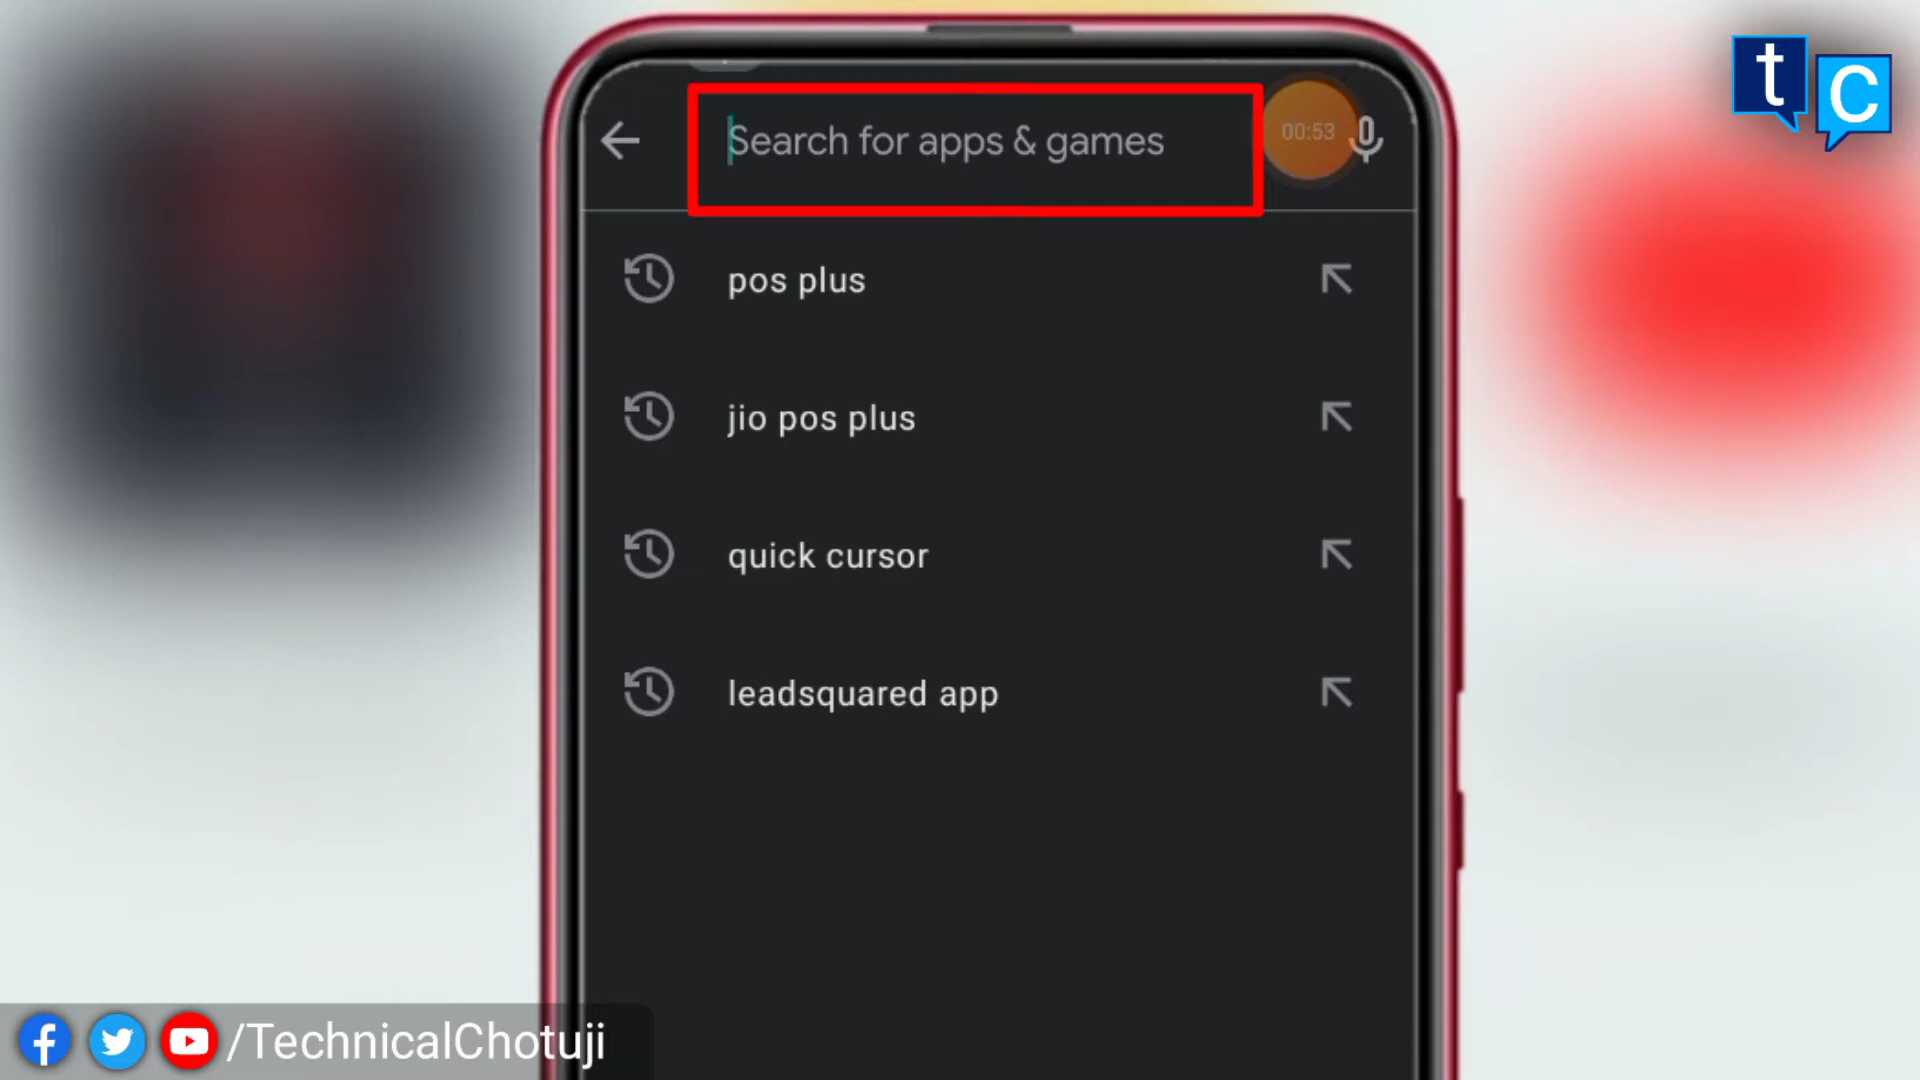 t
C
Search for apps & games
00:53
pos plus
jio pos plus
quick cursor
leadsquared app
/TechnicalChotuji